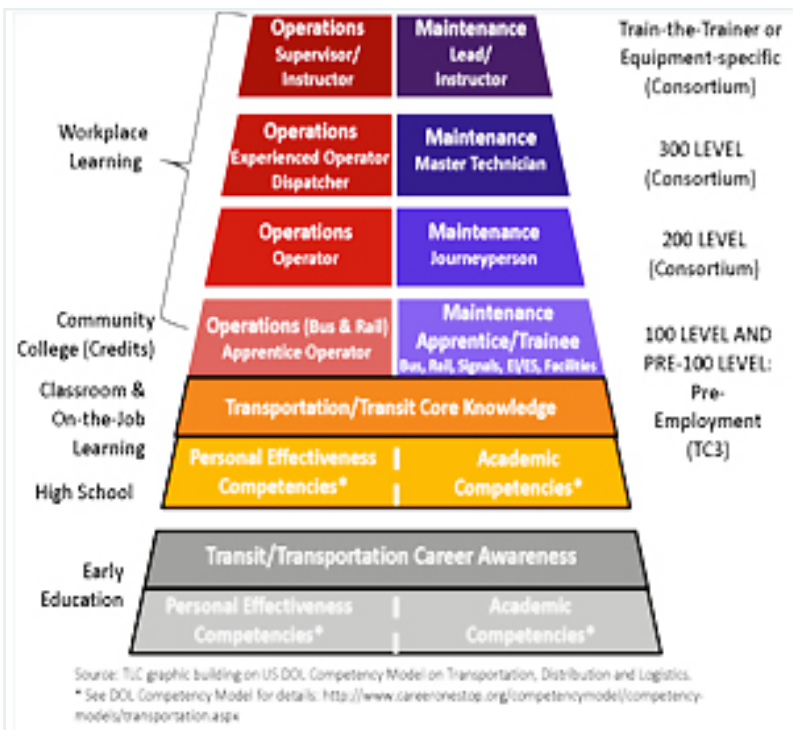 Operations
Supervisor/
Instructor
Maintenance
Lead/
Instructor
Train-the-Trainer or
Equipment-specific
(Consortium)
Workplace
Learning
Operations
Experienced Operator
Dispatcher
Maintenance
Master Technician
300 LEVEL
(Consortium)
Operations
Operator
Maintenance
Journeyperson
200 LEVEL
(Consortium)
Community
College (Credits)
Operations (Bus & Rail)
Apprentice Operator
Maintenance
Apprentice/Trainee
Bus, Rail, Signals, El/ES, Facilities
100 LEVEL AND
PRE-100 LEVEL:
Pre-
Employment
(TC3)
Classroom &
On-the-Job
Learning
Transportation/Transit Core Knowledge
High School
Personal Effectiveness
Competencies*
Academic
Competencies*
Early
Education
Transit/Transportation Career Awareness
Personal Effectiveness
Competencies*
Academic
Competencies*
Source: TLC graphic building on US DOL Competency Model on Transportation, Distribution and Logistics.
* See DOL Competency Model for details: http://www.careeronestop.org/competencymodel/competency-
models/transportation.aspx